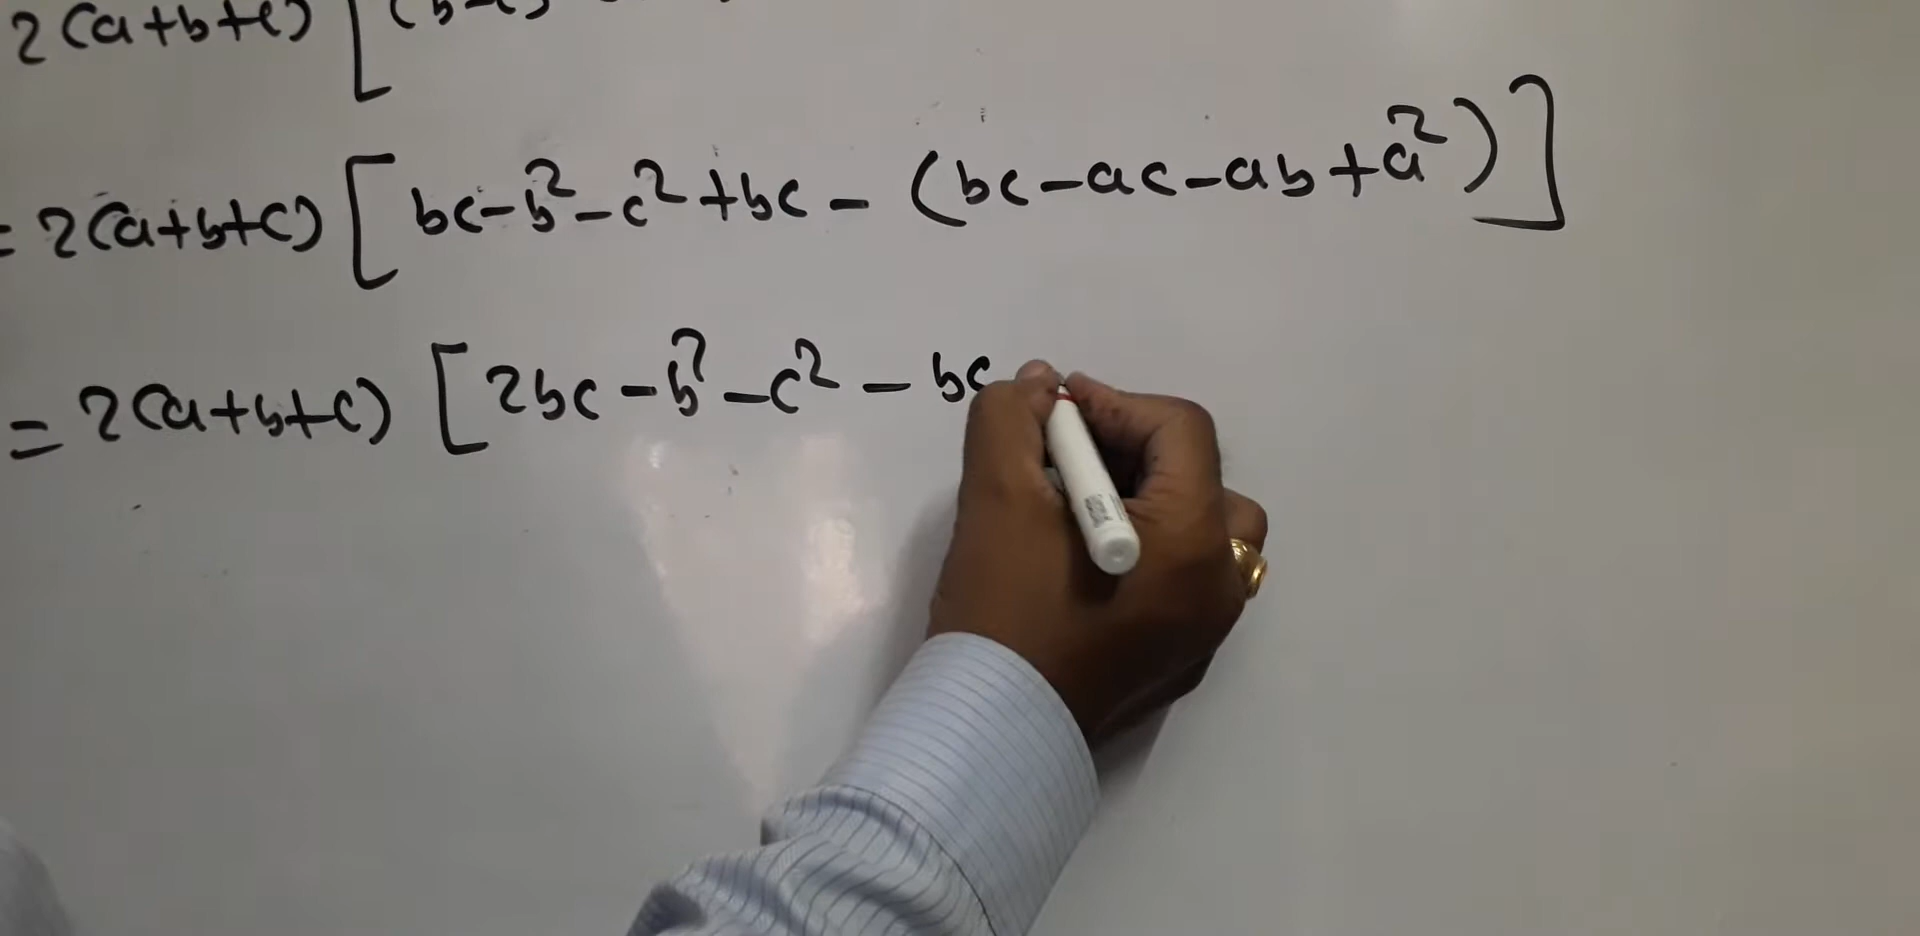 2(a+b+c) [(b-c)
= 2(a+b+c) [bc-b²-c²+bc-(bc-ac-ab+a²)]
= 2(a+b+c) [2bc-b²-c²-bc